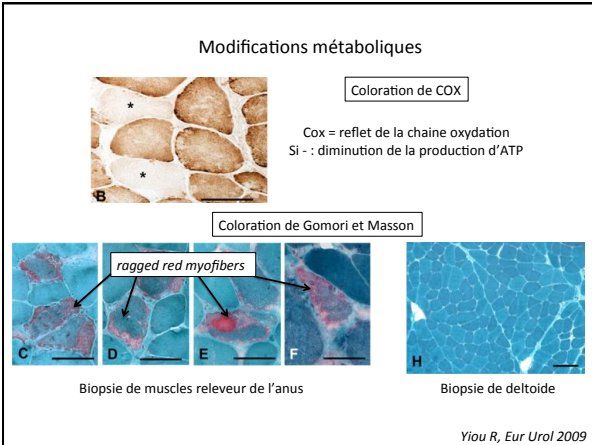 Modifications métaboliques
Coloration de COX
*
*
B
Cox = reflet de la chaine oxydation
Si - : diminution de la production d'ATP
Coloration de Gomori et Masson
ragged red myofibers
C
D
E
F
H
Biopsie de muscles releveur de l'anus
Biopsie de deltoide
Yiou R, Eur Urol 2009